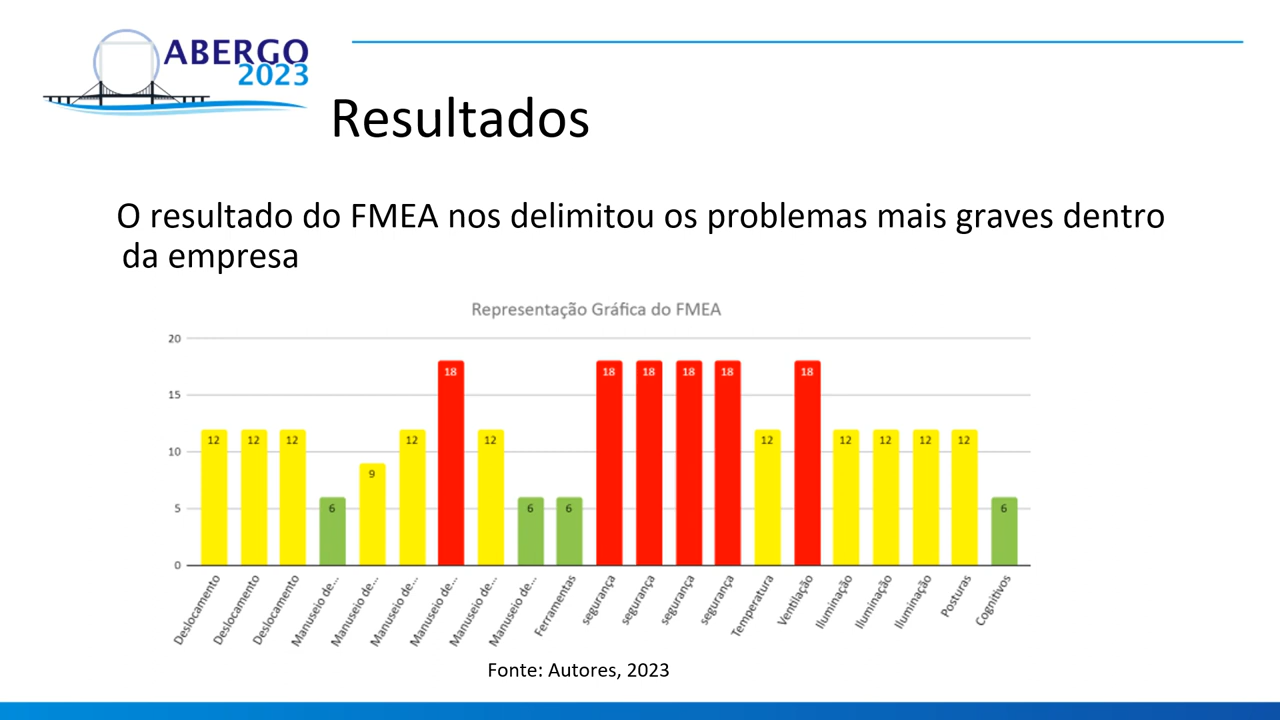 ABERGO
2023
Resultados
O resultado do FMEA nos delimitou os problemas mais graves dentro
da empresa
Representação Gráfica do FMEA
20
15
10
5
0
12
12
12
6
9
12
18
12
6
6
18
18
18
18
12
18
12
12
12
12
6
Deslocamento
Deslocamento
Deslocamento
Manuseio de...
Manuseio de...
Manuseio de...
Manuseio de...
Manuseio de...
Manuseio de...
Ferramentas
segurança
segurança
segurança
segurança
Temperatura
Ventilação
Iluminação
Iluminação
Iluminação
Posturas
Cognitivos
Fonte: Autores, 2023